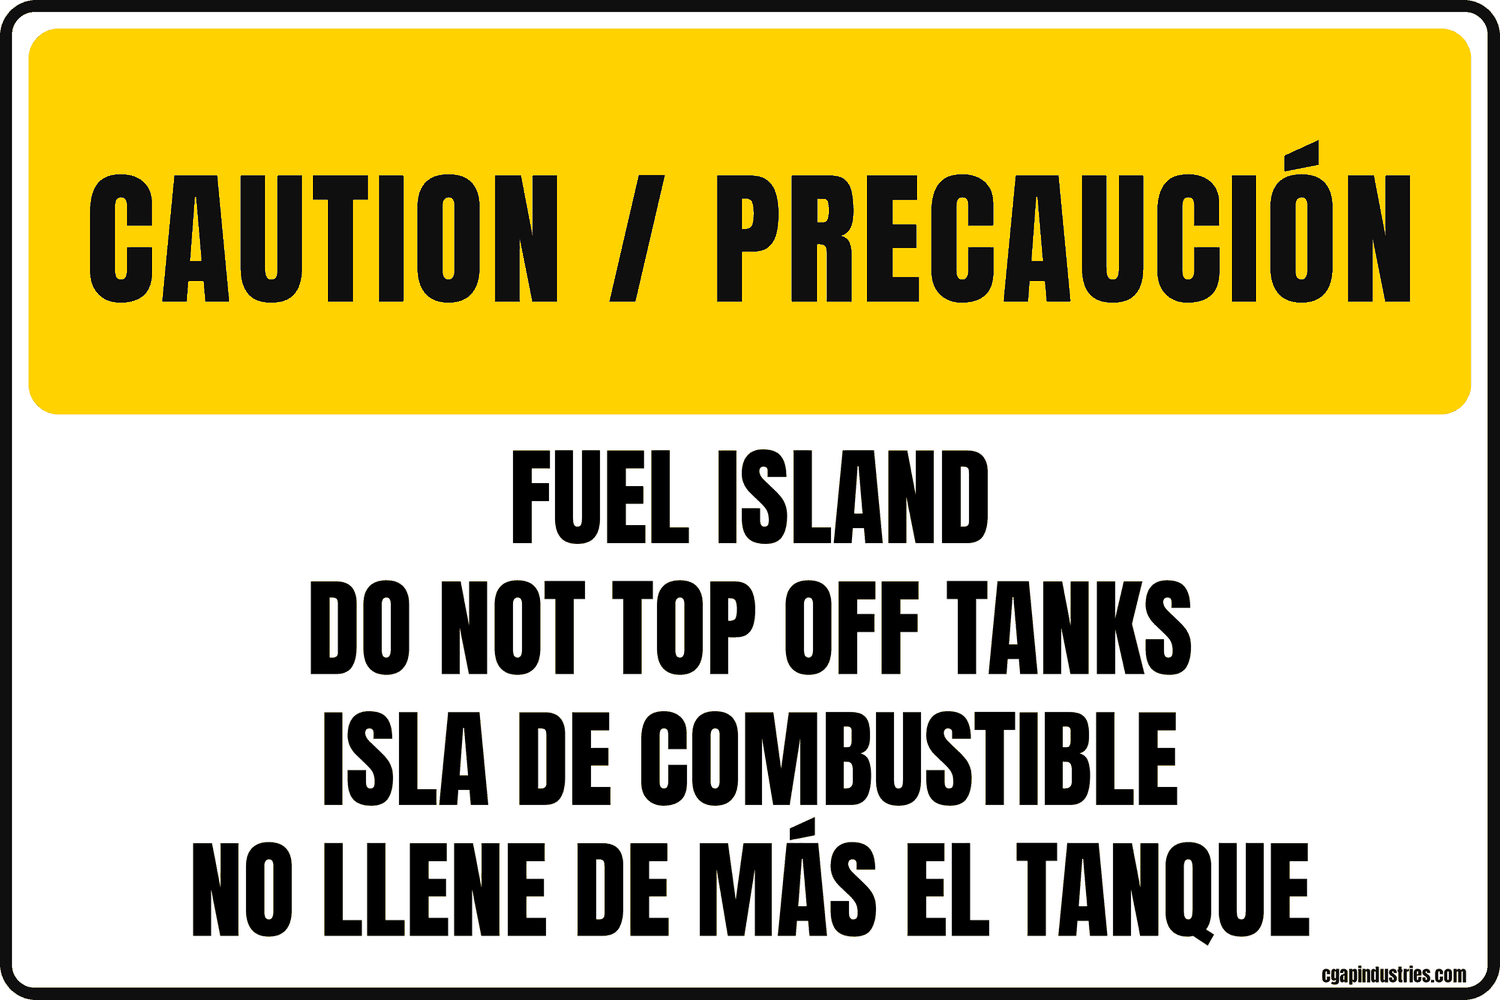 CAUTION / PRECAUCIÓN
FUEL ISLAND
DO NOT TOP OFF TANKS
ISLA DE COMBUSTIBLE
NO LLENE DE MÁS EL TANQUE
cgapindustries.com